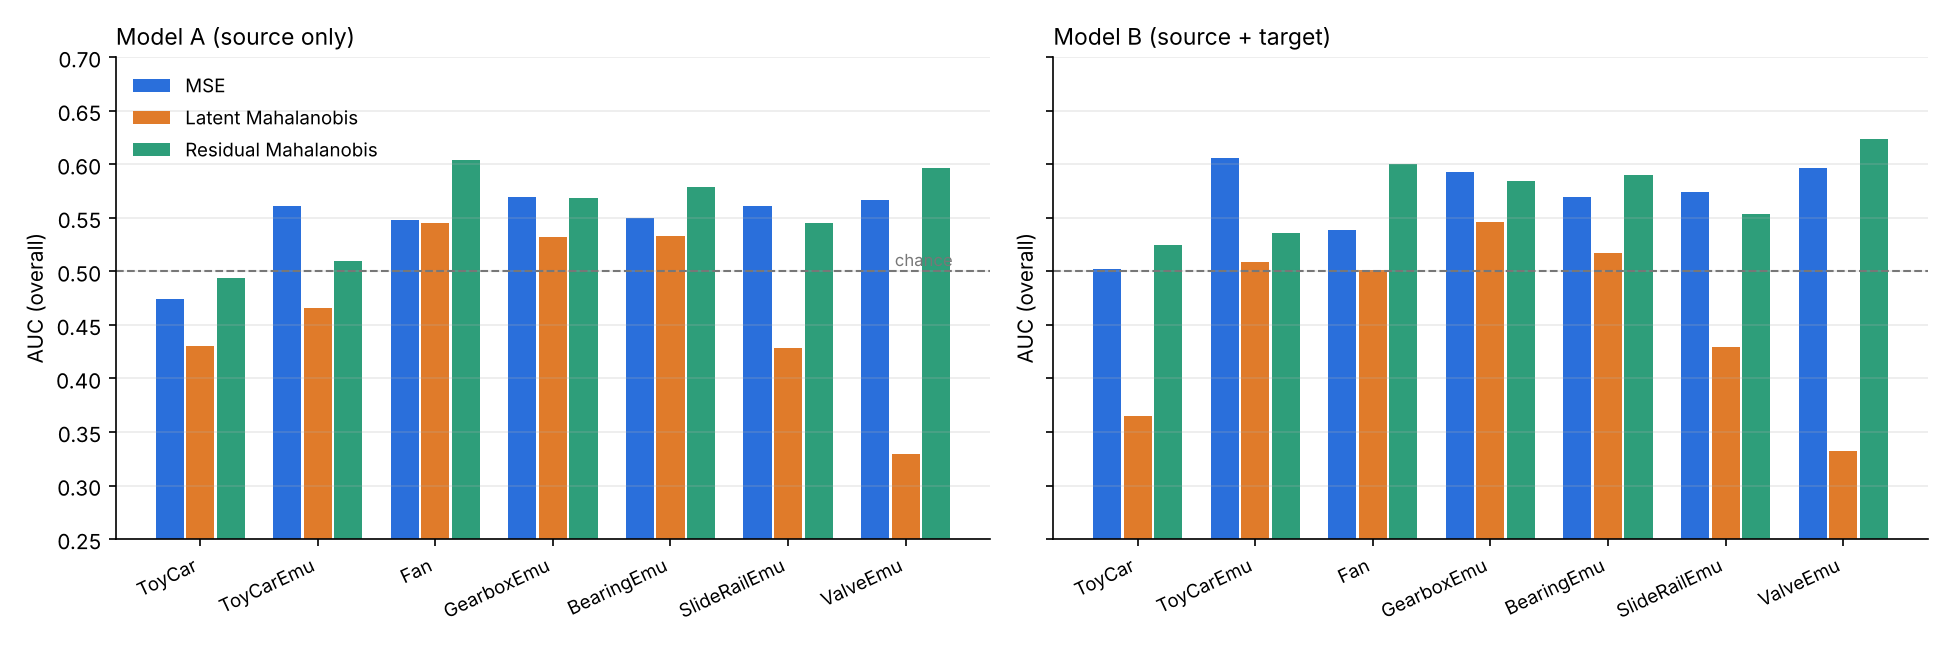 Model A (source only)
0.70
0.65
0.60
0.55
0.50
0.45
0.40
0.35
0.30
0.25
AUC (overall)
MSE
Latent Mahalanobis
Residual Mahalanobis
chance
ToyCar
ToyCarEmu
Fan
GearboxEmu
BearingEmu
SlideRailEmu
ValveEmu
Model B (source + target)
AUC (overall)
ToyCar
ToyCarEmu
Fan
GearboxEmu
BearingEmu
SlideRailEmu
ValveEmu